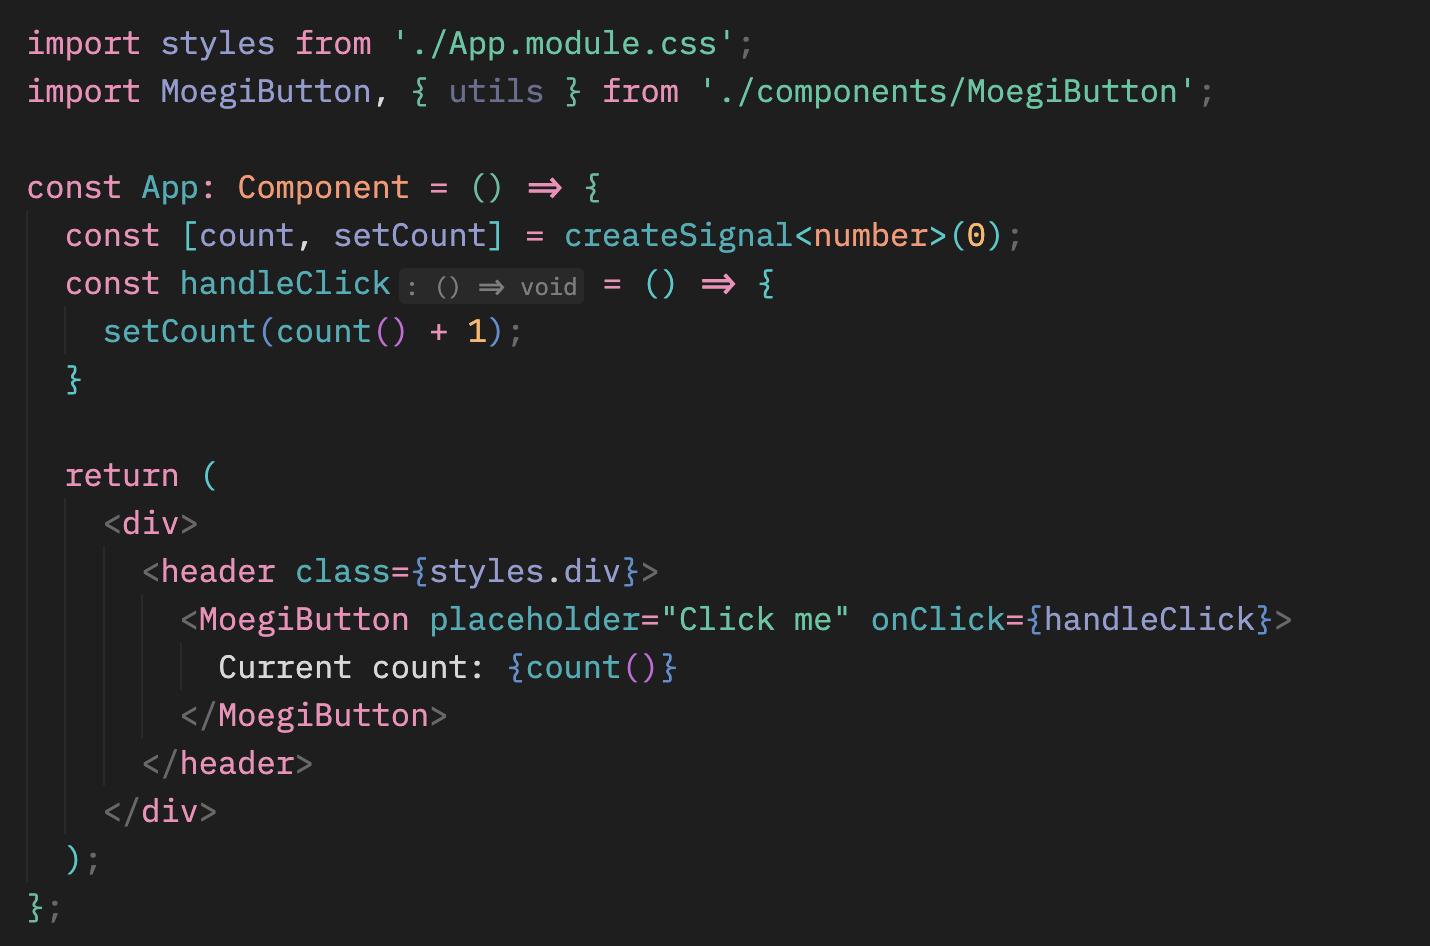 import styles from './App.module.css';
import MoegiButton, { utils } from './components/MoegiButton';

const App: Component = () => {
  const [count, setCount] = createSignal<number>(0);
  const handleClick: () => void = () => {
    setCount(count() + 1);
  }

  return (
    <div>
      <header class={styles.div}>
        <MoegiButton placeholder="Click me" onClick={handleClick}>
          Current count: {count()}
        </MoegiButton>
      </header>
    </div>
  );
};